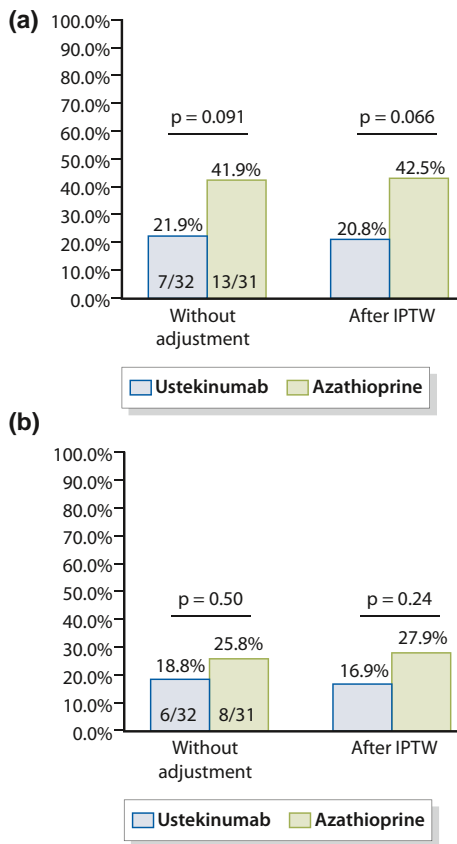 (a)
100.0%
90.0%
80.0%
70.0%
60.0%
50.0%
40.0%
30.0%
20.0%
10.0%
0.0%
p = 0.091
p = 0.066
21.9%
41.9%
20.8%
42.5%
7/32
13/31
Without
adjustment
After IPTW
Ustekinumab
Azathioprine
(b)
100.0%
90.0%
80.0%
70.0%
60.0%
50.0%
40.0%
30.0%
20.0%
10.0%
0.0%
p = 0.50
p = 0.24
18.8%
25.8%
16.9%
27.9%
6/32
8/31
Without
adjustment
After IPTW
Ustekinumab
Azathioprine